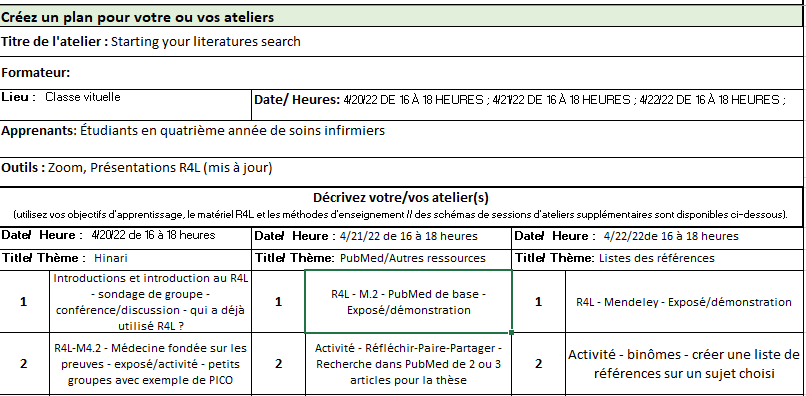 Créez un plan pour votre ou vos ateliers
Titre de l'atelier : Starting your literatures search
Formateur:
Lieu : Classe vituelle
Date/ Heures: 4/20/22 DE 16 À 18 HEURES ; 4/21/22 DE 16 À 18 HEURES ; 4/22/22 DE 16 À 18 HEURES ;
Apprenants: Étudiants en quatrième année de soins infirmiers
Outils : Zoom, Présentations R4L (mis à jour)
Décrivez votre/vos atelier(s)
(utilisez vos objectifs d'apprentissage, le matériel R4L et les méthodes d'enseignement // des schémas de sessions d'ateliers supplémentaires sont disponibles ci-dessous).
Date/ Heure : 4/20/22 de 16 à 18 heures
Date/ Heure : 4/21/22 de 16 à 18 heures
Date/ Heure : 4/22/22de 16 à 18 heures
Title/ Thème : Hinari
Title/ Thème : PubMed/Autres ressources
Title/ Thème: Listes des références
1
Introductions et introduction au R4L
- sondage de groupe -
conférence/discussion - qui a déjà
utilisé R4L ?
1
R4L - M.2 - PubMed de base -
Exposé/démonstration
1
R4L - Mendeley - Exposé/démonstration
2
R4L-M4.2 - Médecine fondée sur les
preuves - exposé/activité - petits
groupes avec exemple de PICO
2
Activité - Réfléchir-Paire-Partager -
Recherche dans PubMed de 2 ou 3
articles pour la thèse
2
Activité - binômes - créer une liste de
références sur un sujet choisi